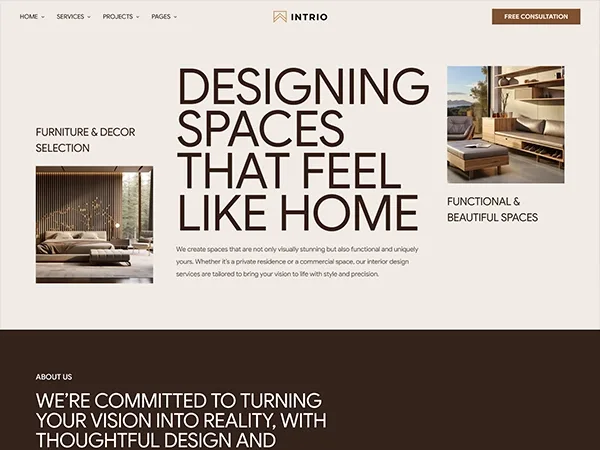 HOME SERVICES PROJECTS PAGES INTRIO FREE CONSULTATION
FURNITURE & DECOR
SELECTION
DESIGNING
SPACES
THAT FEEL
LIKE HOME
We create spaces that are not only visually stunning but also functional and uniquely
yours. Whether it's a private residence or a commercial space, our interior design
services are tailored to bring your vision to life with style and precision.
FUNCTIONAL &
BEAUTIFUL SPACES
ABOUT US
WE'RE COMMITTED TO TURNING
YOUR VISION INTO REALITY, WITH
THOUGHTFUL DESIGN AND